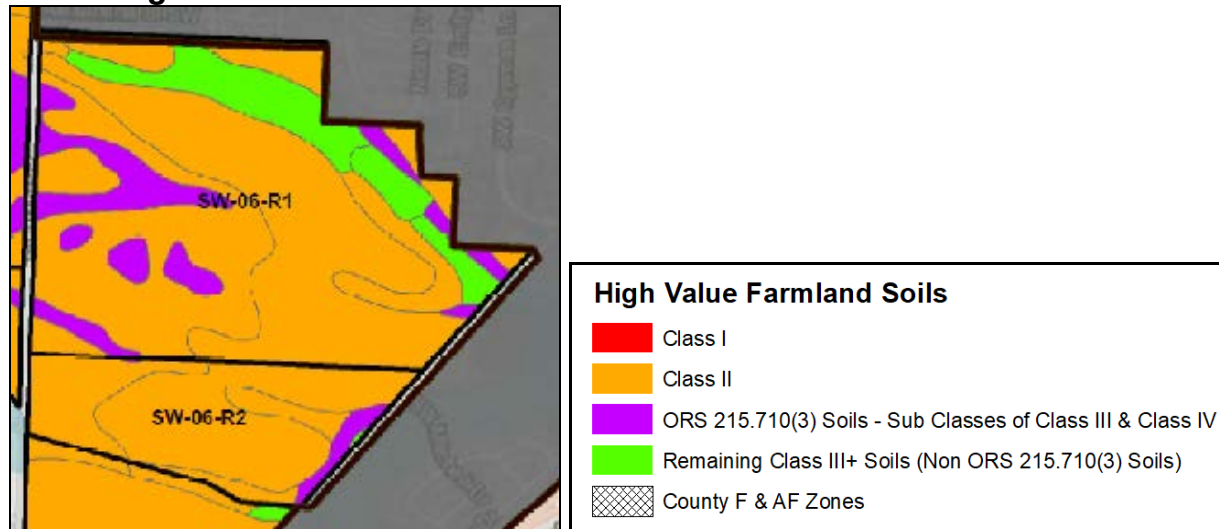 SW-06-R1
SW-06-R2
High Value Farmland Soils
Class I
Class II
ORS 215.710(3) Soils - Sub Classes of Class III & Class IV
Remaining Class III+ Soils (Non ORS 215.710(3) Soils)
County F & AF Zones